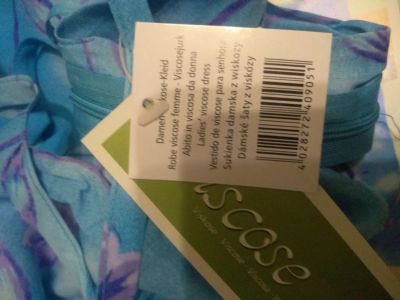 Damen-Viskose-Kleid
Robe viscose femme - Viscosejurk
Abito in viscosa da donna
Ladies' viscose dress
Vestido de viscose para senhora
Sukienka damska z wiskozy
Dámské šaty z viskózy
4 028272 409051
viscose
Viskose Viscose Viscosa